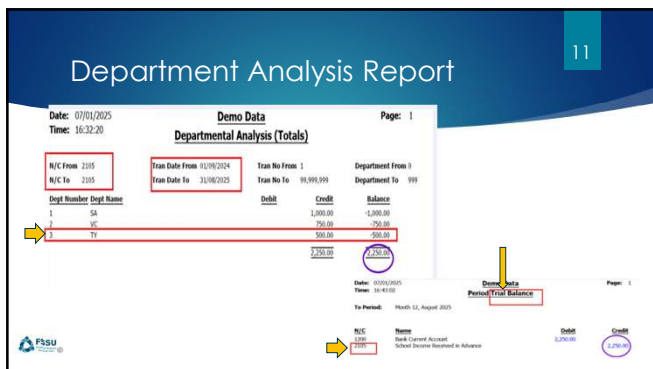 11
Department Analysis Report
Date: 07/01/2025 Demo Data Page: 1
Time: 16:32:20 Departmental Analysis (Totals)
N/C From 2105 Tran Date From 01/09/2024 Tran No From 1 Department From 0
N/C To 2105 Tran Date To 31/08/2025 Tran No To 99,999,999 Department To 999
Dept Number Dept Name Debit Credit Balance
1 SA 1,000.00 -1,000.00
2 VC 750.00 -750.00
3 TY 500.00 -500.00
2,250.00 2,250.00
Date: 07/01/2025 Demo Data Page: 1
Time: 16:43:02 Period Trial Balance
To Period: Month 12, August 2025
N/C Name Debit Credit
1200 Bank Current Account 2,250.00
2105 School Income Received in Advance 2,250.00
FSSU